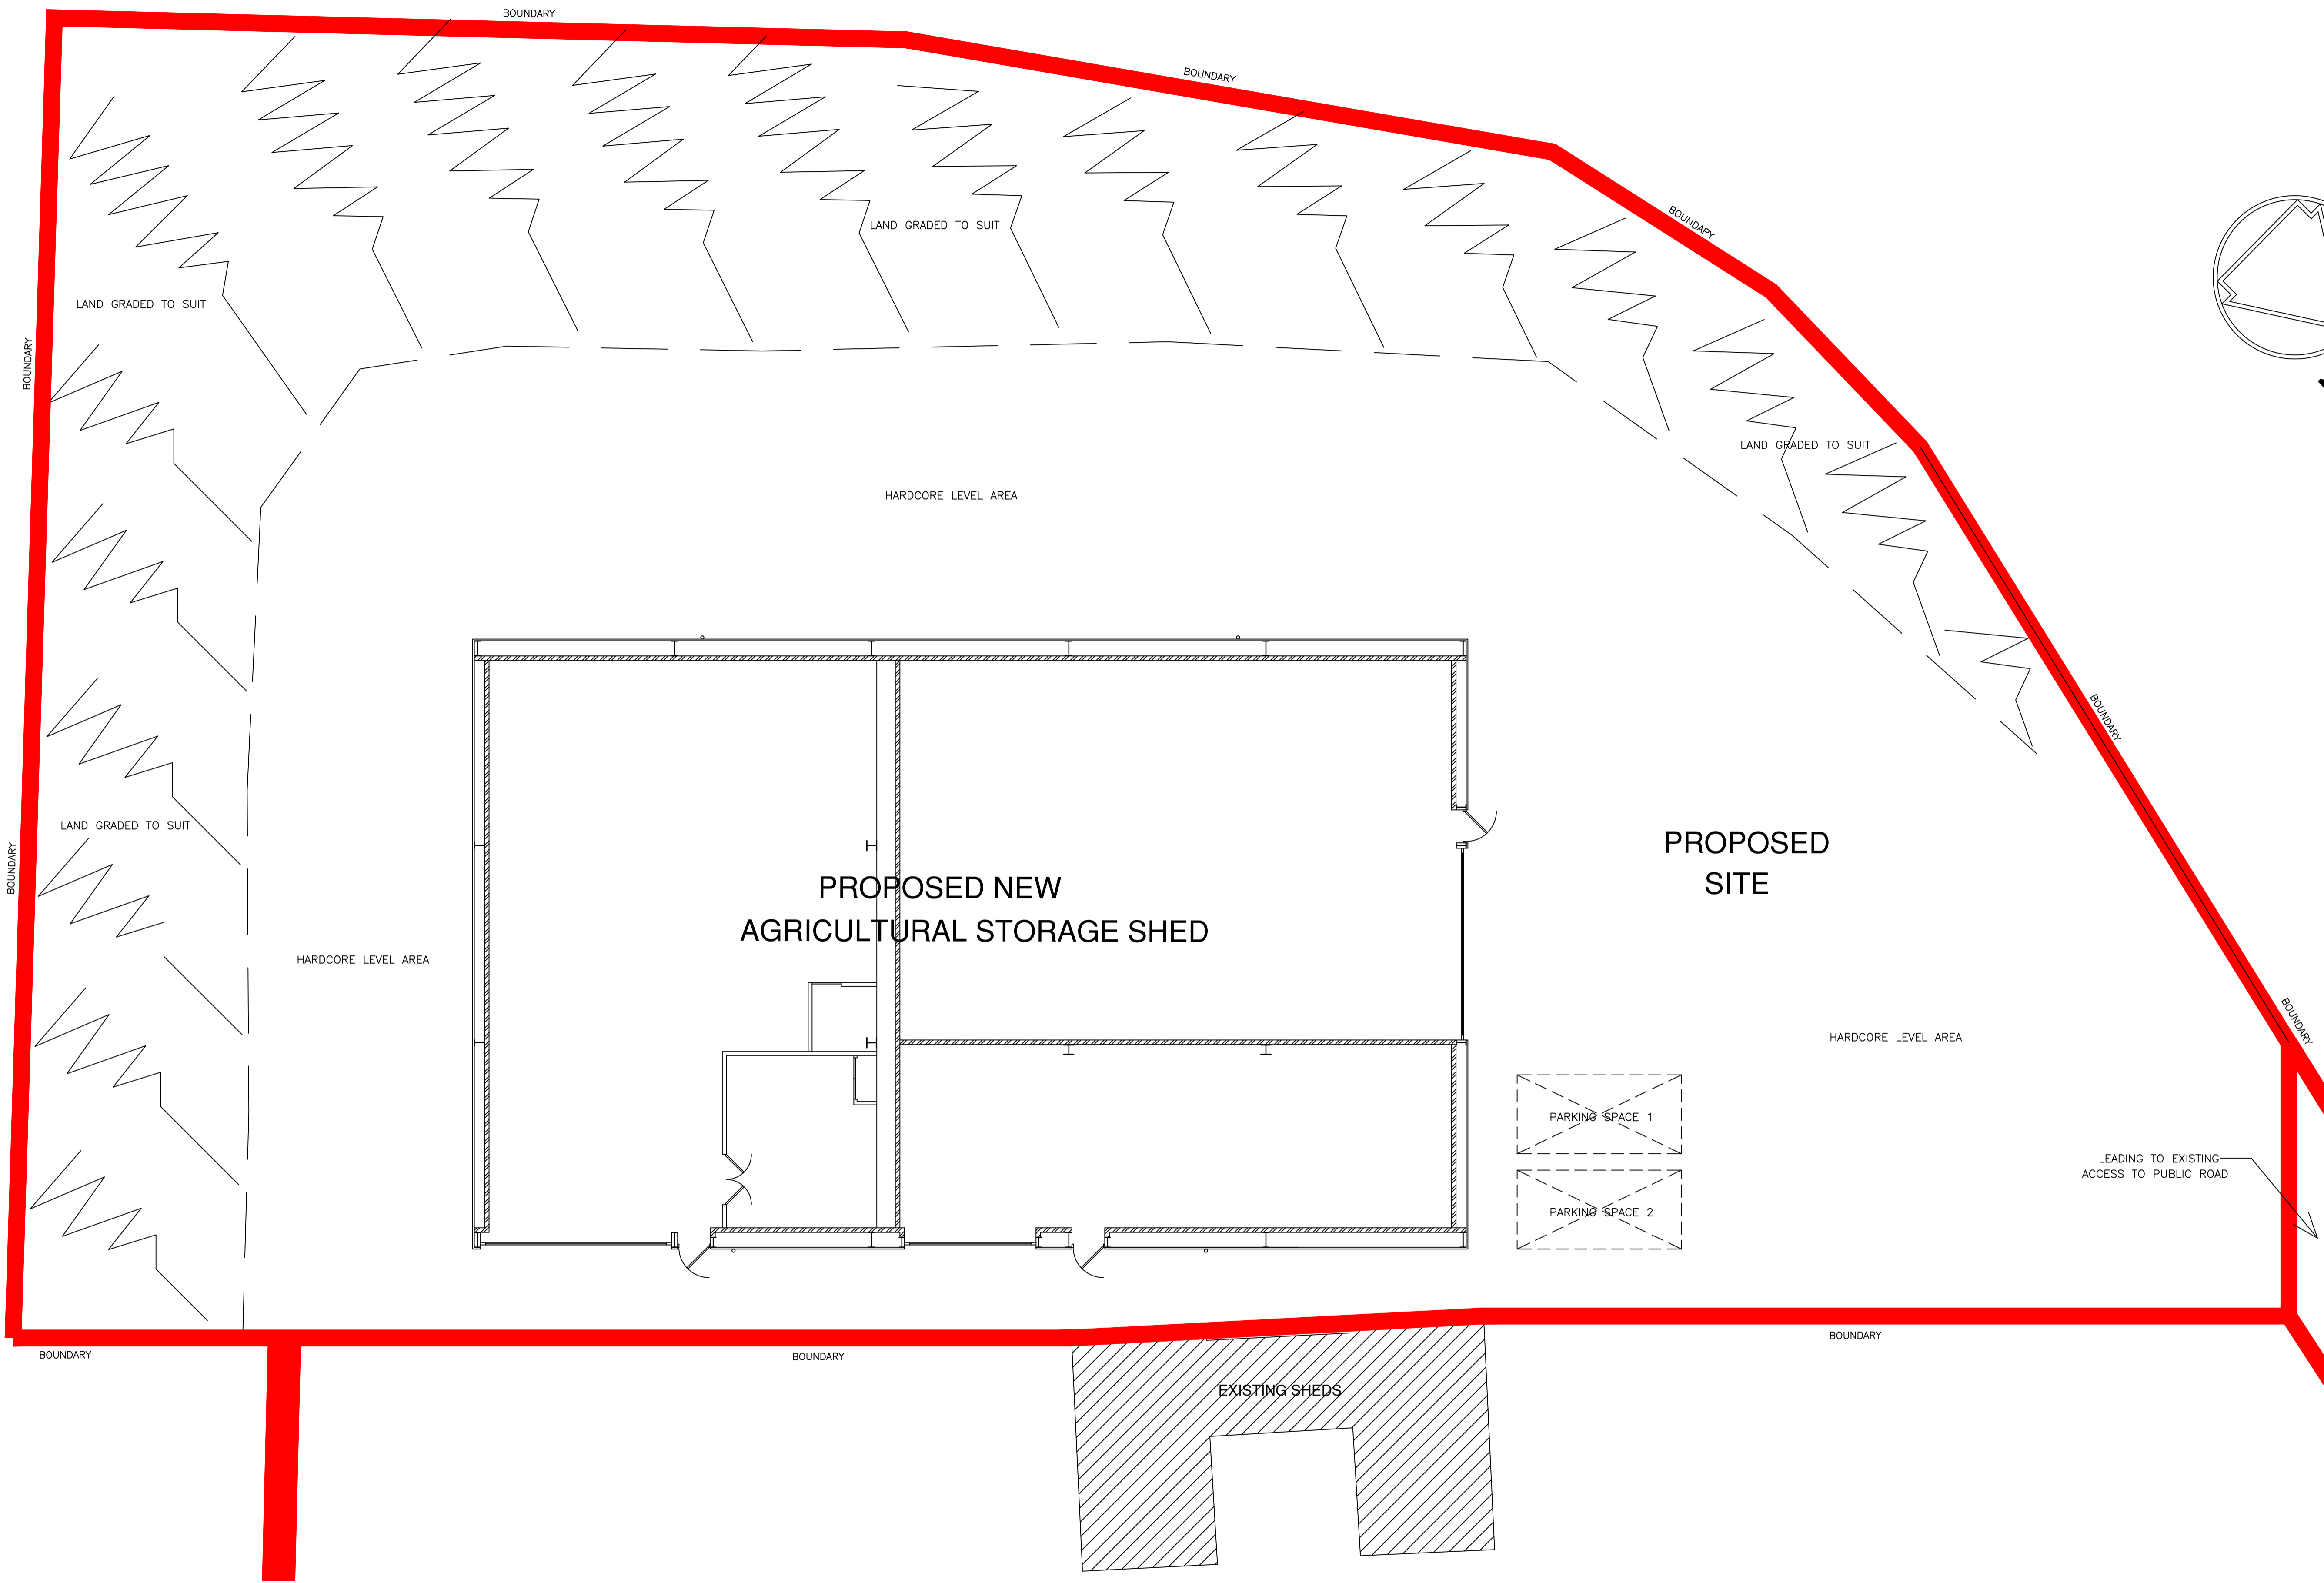 BOUNDARY
BOUNDARY
BOUNDARY
LAND GRADED TO SUIT
LAND GRADED TO SUIT
BOUNDARY
LAND GRADED TO SUIT
HARDCORE LEVEL AREA
BOUNDARY
PROPOSED
SITE
LAND GRADED TO SUIT
BOUNDARY
PROPOSED NEW
AGRICULTURAL STORAGE SHED
HARDCORE LEVEL AREA
BOUNDARY
HARDCORE LEVEL AREA
PARKING SPACE 1
LEADING TO EXISTING
ACCESS TO PUBLIC ROAD
PARKING SPACE 2
BOUNDARY
BOUNDARY
BOUNDARY
EXISTING SHEDS